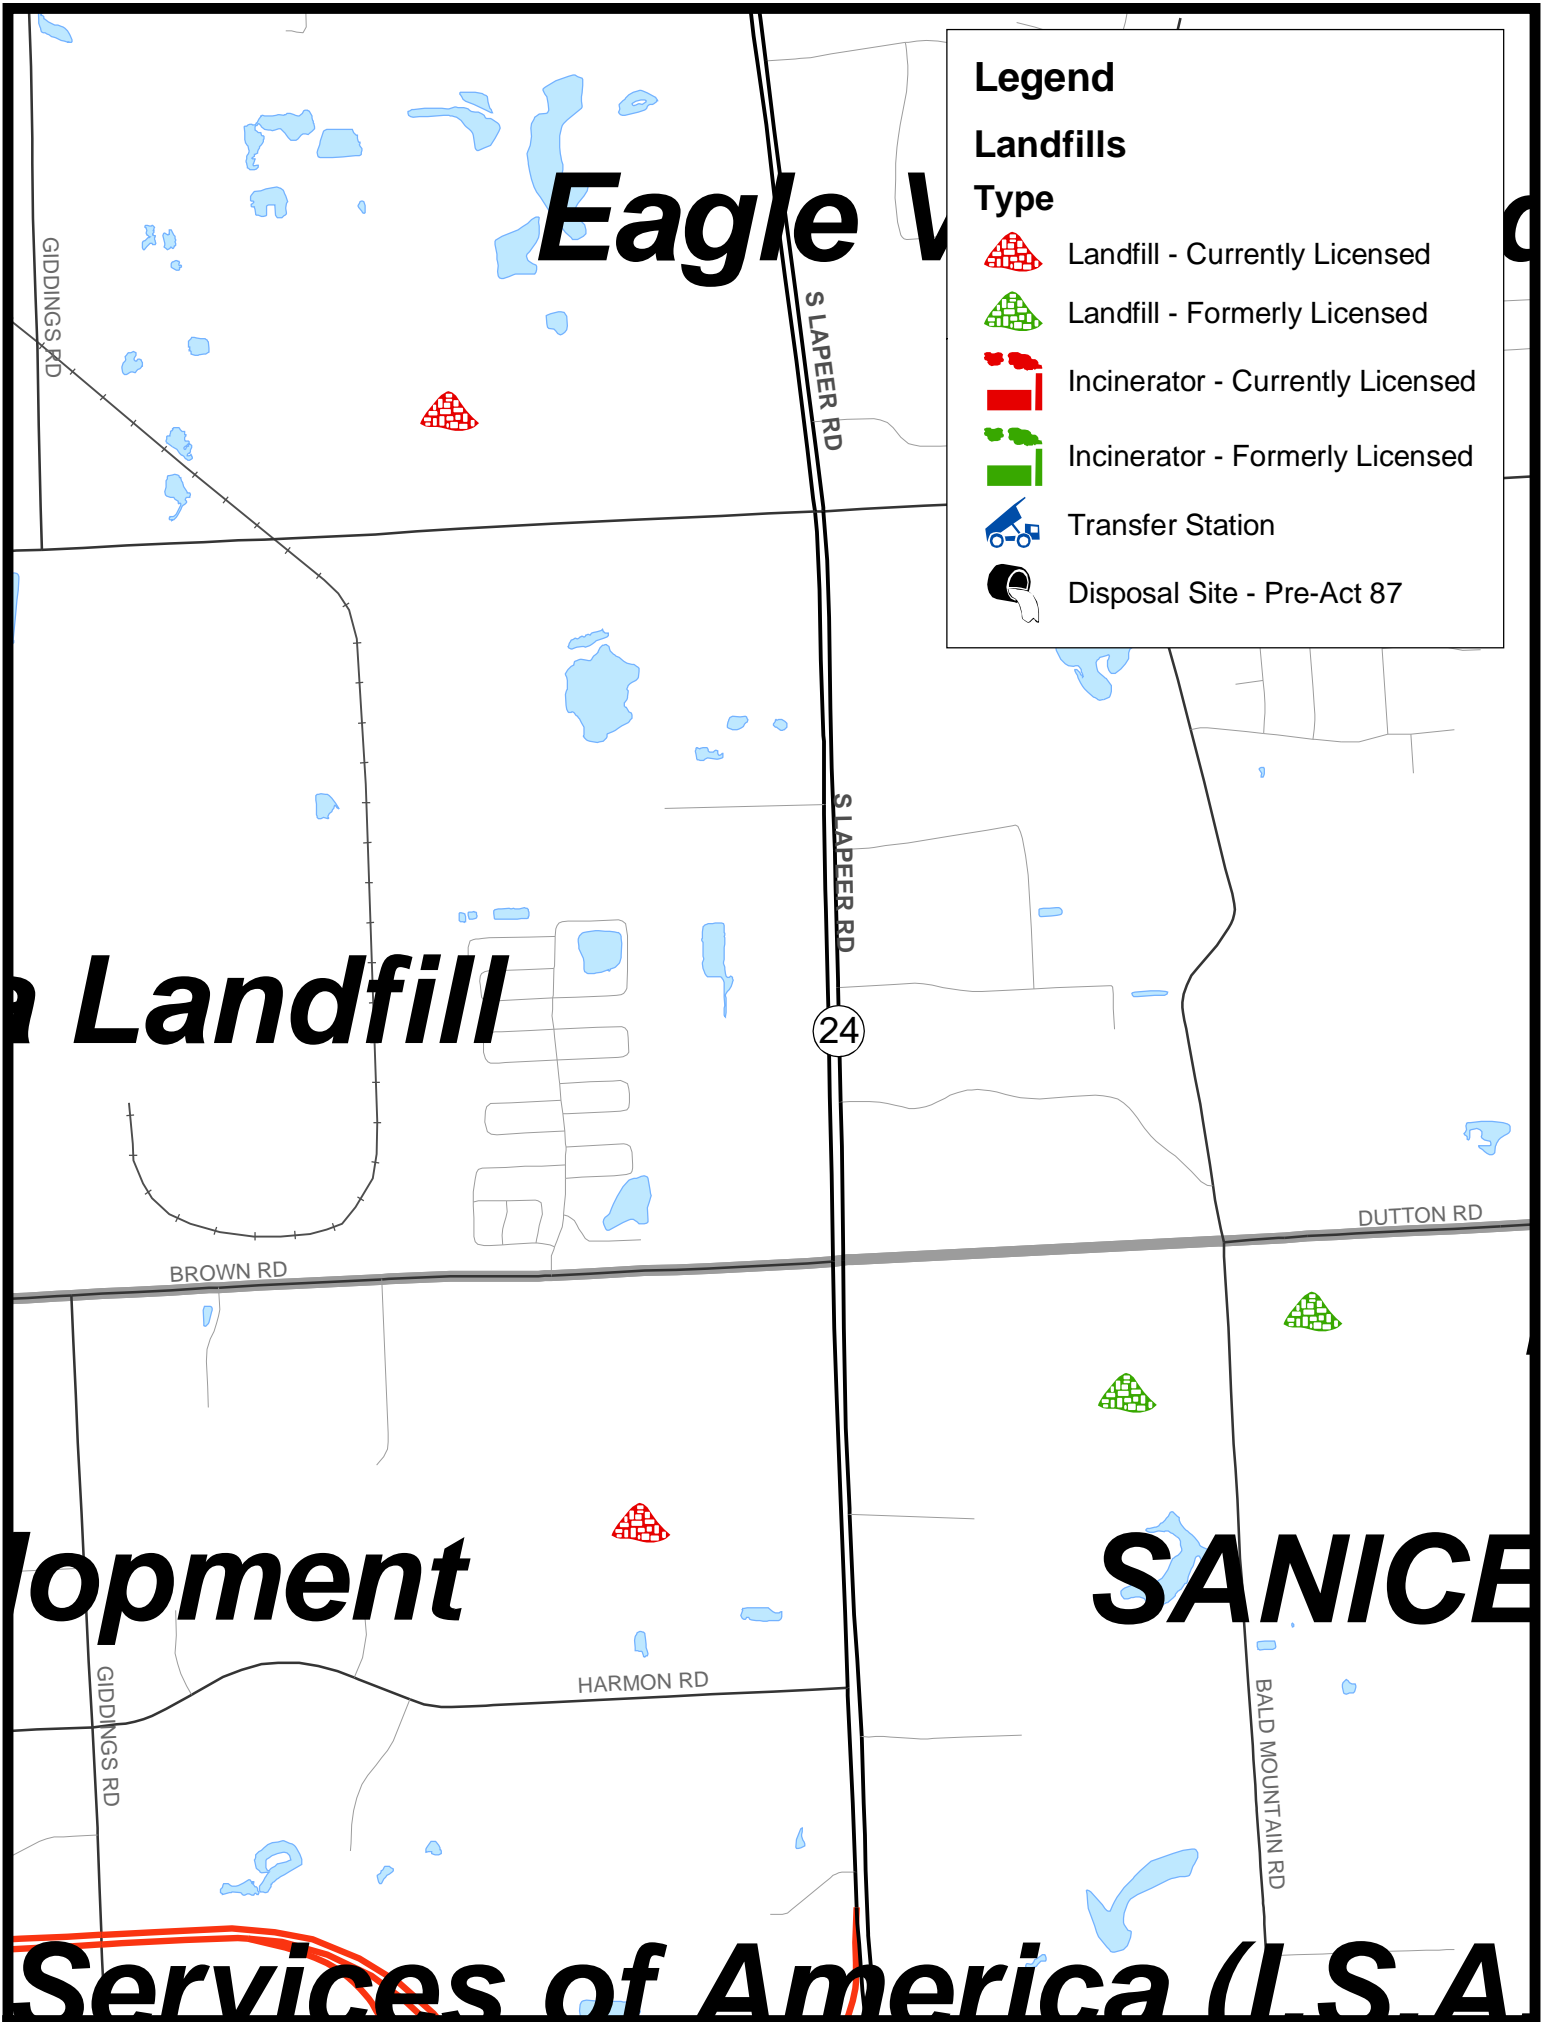 Legend
Landfills
Type
Landfill - Currently Licensed
Landfill - Formerly Licensed
Incinerator - Currently Licensed
Incinerator - Formerly Licensed
Transfer Station
Disposal Site - Pre-Act 87
Eagle V
GIDDINGS RD
S LAPEER RD
S LAPEER RD
a Landfill
24
DUTTON RD
BROWN RD
lopment
SANICE
HARMON RD
GIDDINGS RD
BALD MOUNTAIN RD
Services of America (I.S.A.